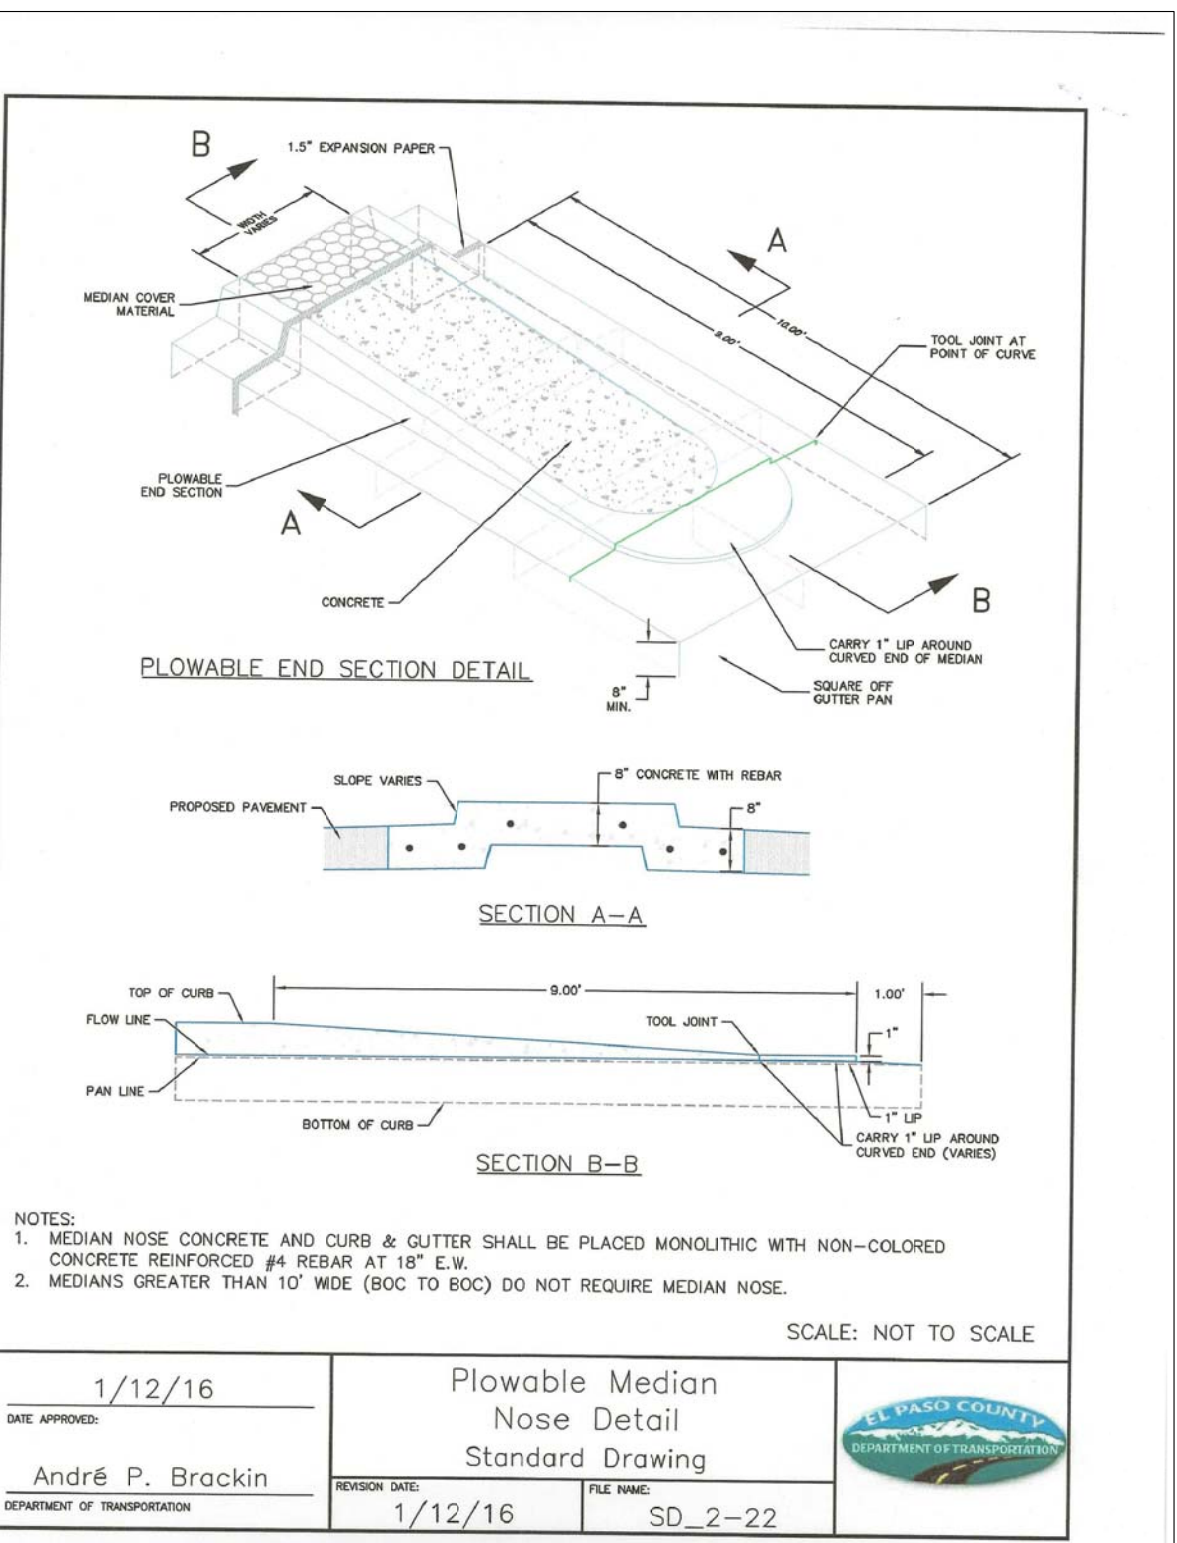 B
1.5" EXPANSION PAPER
WIDTH
VARIES
A
MEDIAN COVER
MATERIAL
10.00'
9.00'
TOOL JOINT AT
POINT OF CURVE
PLOWABLE
END SECTION
A
CONCRETE
B
CARRY 1" LIP AROUND
CURVED END OF MEDIAN
PLOWABLE END SECTION DETAIL
8"
MIN.
SQUARE OFF
GUTTER PAN
SLOPE VARIES
8" CONCRETE WITH REBAR
PROPOSED PAVEMENT
8"
SECTION A-A
TOP OF CURB
9.00'
1.00'
FLOW LINE
TOOL JOINT
1"
PAN LINE
BOTTOM OF CURB
1" LIP
CARRY 1" LIP AROUND
CURVED END (VARIES)
SECTION B-B
NOTES:
1. MEDIAN NOSE CONCRETE AND CURB & GUTTER SHALL BE PLACED MONOLITHIC WITH NON-COLORED
CONCRETE REINFORCED #4 REBAR AT 18" E.W.
2. MEDIANS GREATER THAN 10' WIDE (BOC TO BOC) DO NOT REQUIRE MEDIAN NOSE.
SCALE: NOT TO SCALE
1/12/16
DATE APPROVED:
André P. Brackin
DEPARTMENT OF TRANSPORTATION
Plowable Median
Nose Detail
Standard Drawing
REVISION DATE:
1/12/16
FILE NAME:
SD_2-22
EL PASO COUNTY
DEPARTMENT OF TRANSPORTATION